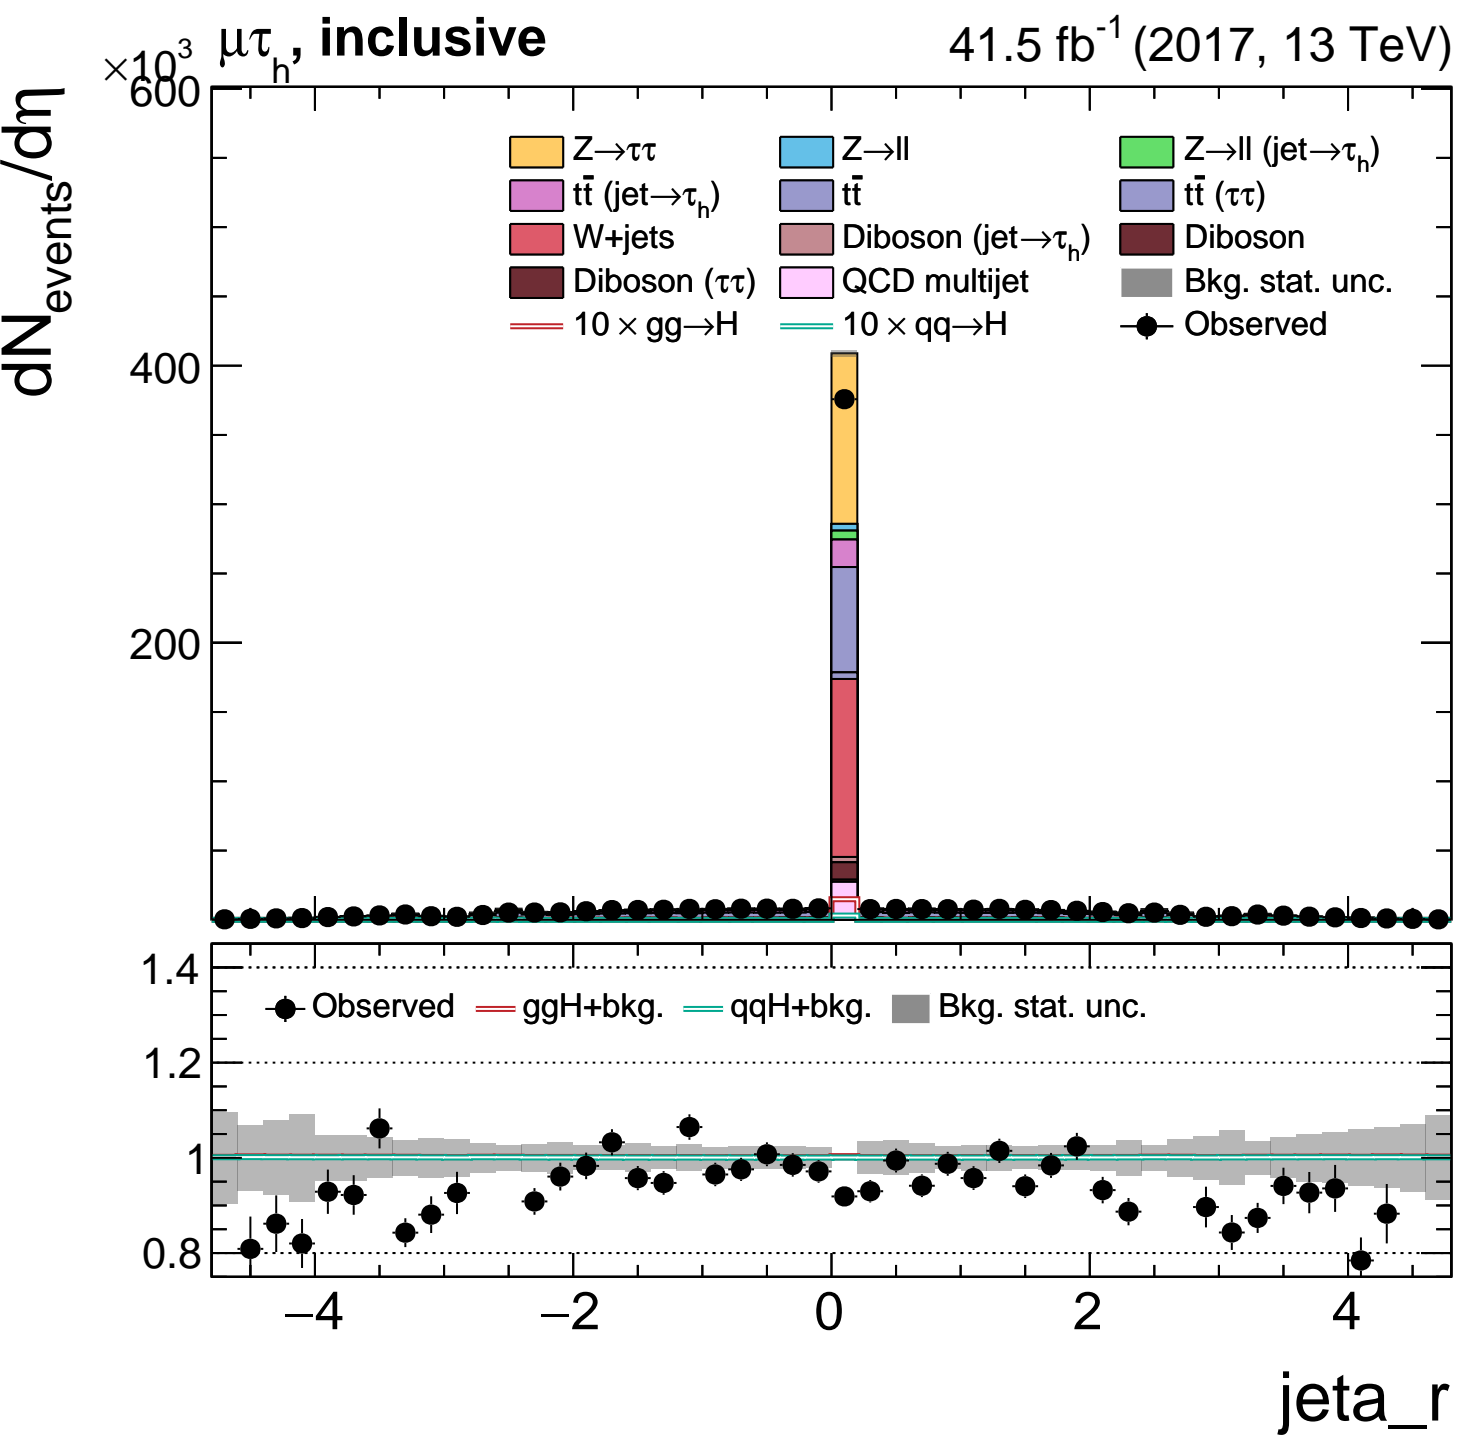 ×10³ μτₕ, inclusive 41.5 fb⁻¹ (2017, 13 TeV)
dN_events/dη
600
400
200
Z→ττ Z→ll Z→ll (jet→τₕ)
tt̄ (jet→τₕ) tt̄ tt̄ (ττ)
W+jets Diboson (jet→τₕ) Diboson
Diboson (ττ) QCD multijet Bkg. stat. unc.
10 × gg→H 10 × qq→H Observed
1.4
1.2
1
0.8
Observed ggH+bkg. qqH+bkg. Bkg. stat. unc.
−4 −2 0 2 4
jeta_r